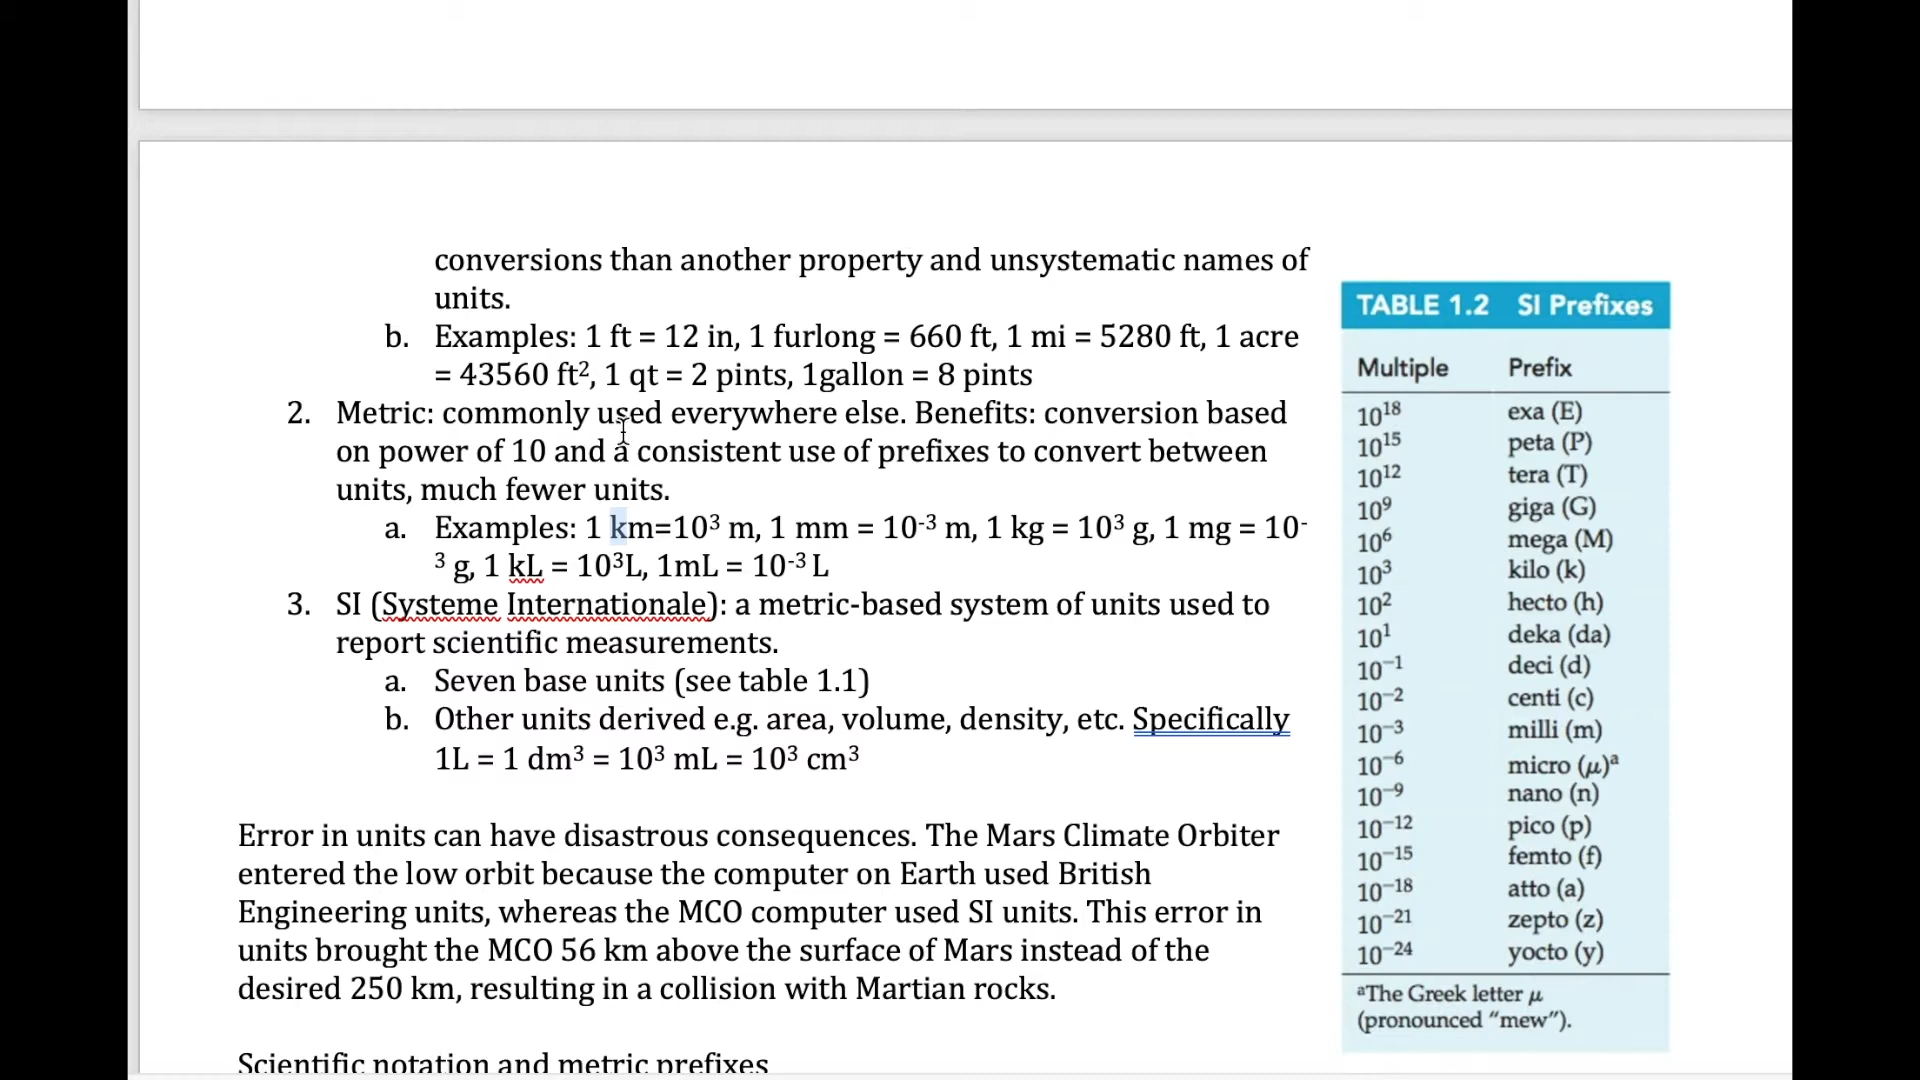 conversions than another property and unsystematic names of
units.
b. Examples: 1 ft = 12 in, 1 furlong = 660 ft, 1 mi = 5280 ft, 1 acre
= 43560 ft², 1 qt = 2 pints, 1gallon = 8 pints
2. Metric: commonly used everywhere else. Benefits: conversion based
on power of 10 and a consistent use of prefixes to convert between
units, much fewer units.
a. Examples: 1 km=10³ m, 1 mm = 10⁻³ m, 1 kg = 10³ g, 1 mg = 10⁻
³ g, 1 kL = 10³L, 1mL = 10⁻³ L
3. SI (Systeme Internationale): a metric-based system of units used to
report scientific measurements.
a. Seven base units (see table 1.1)
b. Other units derived e.g. area, volume, density, etc. Specifically
1L = 1 dm³ = 10³ mL = 10³ cm³
Error in units can have disastrous consequences. The Mars Climate Orbiter
entered the low orbit because the computer on Earth used British
Engineering units, whereas the MCO computer used SI units. This error in
units brought the MCO 56 km above the surface of Mars instead of the
desired 250 km, resulting in a collision with Martian rocks.
Scientific notation and metric prefixes
TABLE 1.2 SI Prefixes
Multiple Prefix
10¹⁸ exa (E)
10¹⁵ peta (P)
10¹² tera (T)
10⁹ giga (G)
10⁶ mega (M)
10³ kilo (k)
10² hecto (h)
10¹ deka (da)
10⁻¹ deci (d)
10⁻² centi (c)
10⁻³ milli (m)
10⁻⁶ micro (μ)ᵃ
10⁻⁹ nano (n)
10⁻¹² pico (p)
10⁻¹⁵ femto (f)
10⁻¹⁸ atto (a)
10⁻²¹ zepto (z)
10⁻²⁴ yocto (y)
ᵃThe Greek letter μ
(pronounced “mew”).